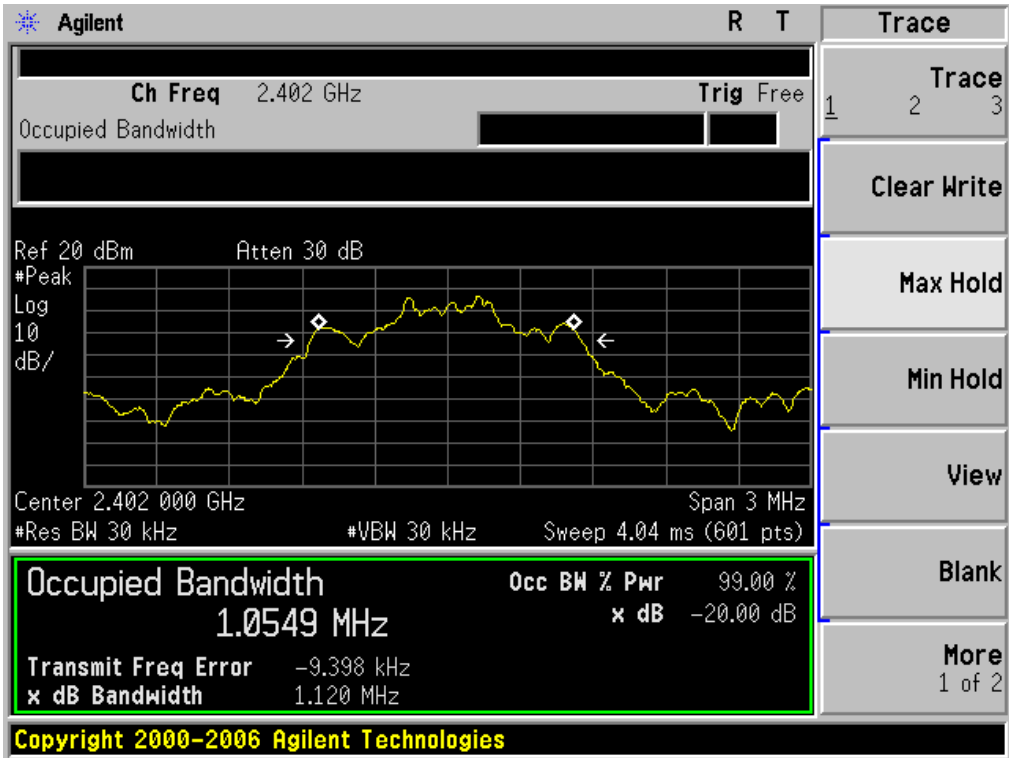 Agilent R T Trace
Ch Freq 2.402 GHz Trig Free
Occupied Bandwidth
Trace
1 2 3
Clear Write
Max Hold
Min Hold
View
Blank
More
1 of 2
Ref 20 dBm Atten 30 dB
#Peak
Log
10
dB/
Center 2.402 000 GHz Span 3 MHz
#Res BW 30 kHz #VBW 30 kHz Sweep 4.04 ms (601 pts)
Occupied Bandwidth Occ BW % Pwr 99.00 %
1.0549 MHz x dB -20.00 dB
Transmit Freq Error -9.398 kHz
x dB Bandwidth 1.120 MHz
Copyright 2000-2006 Agilent Technologies